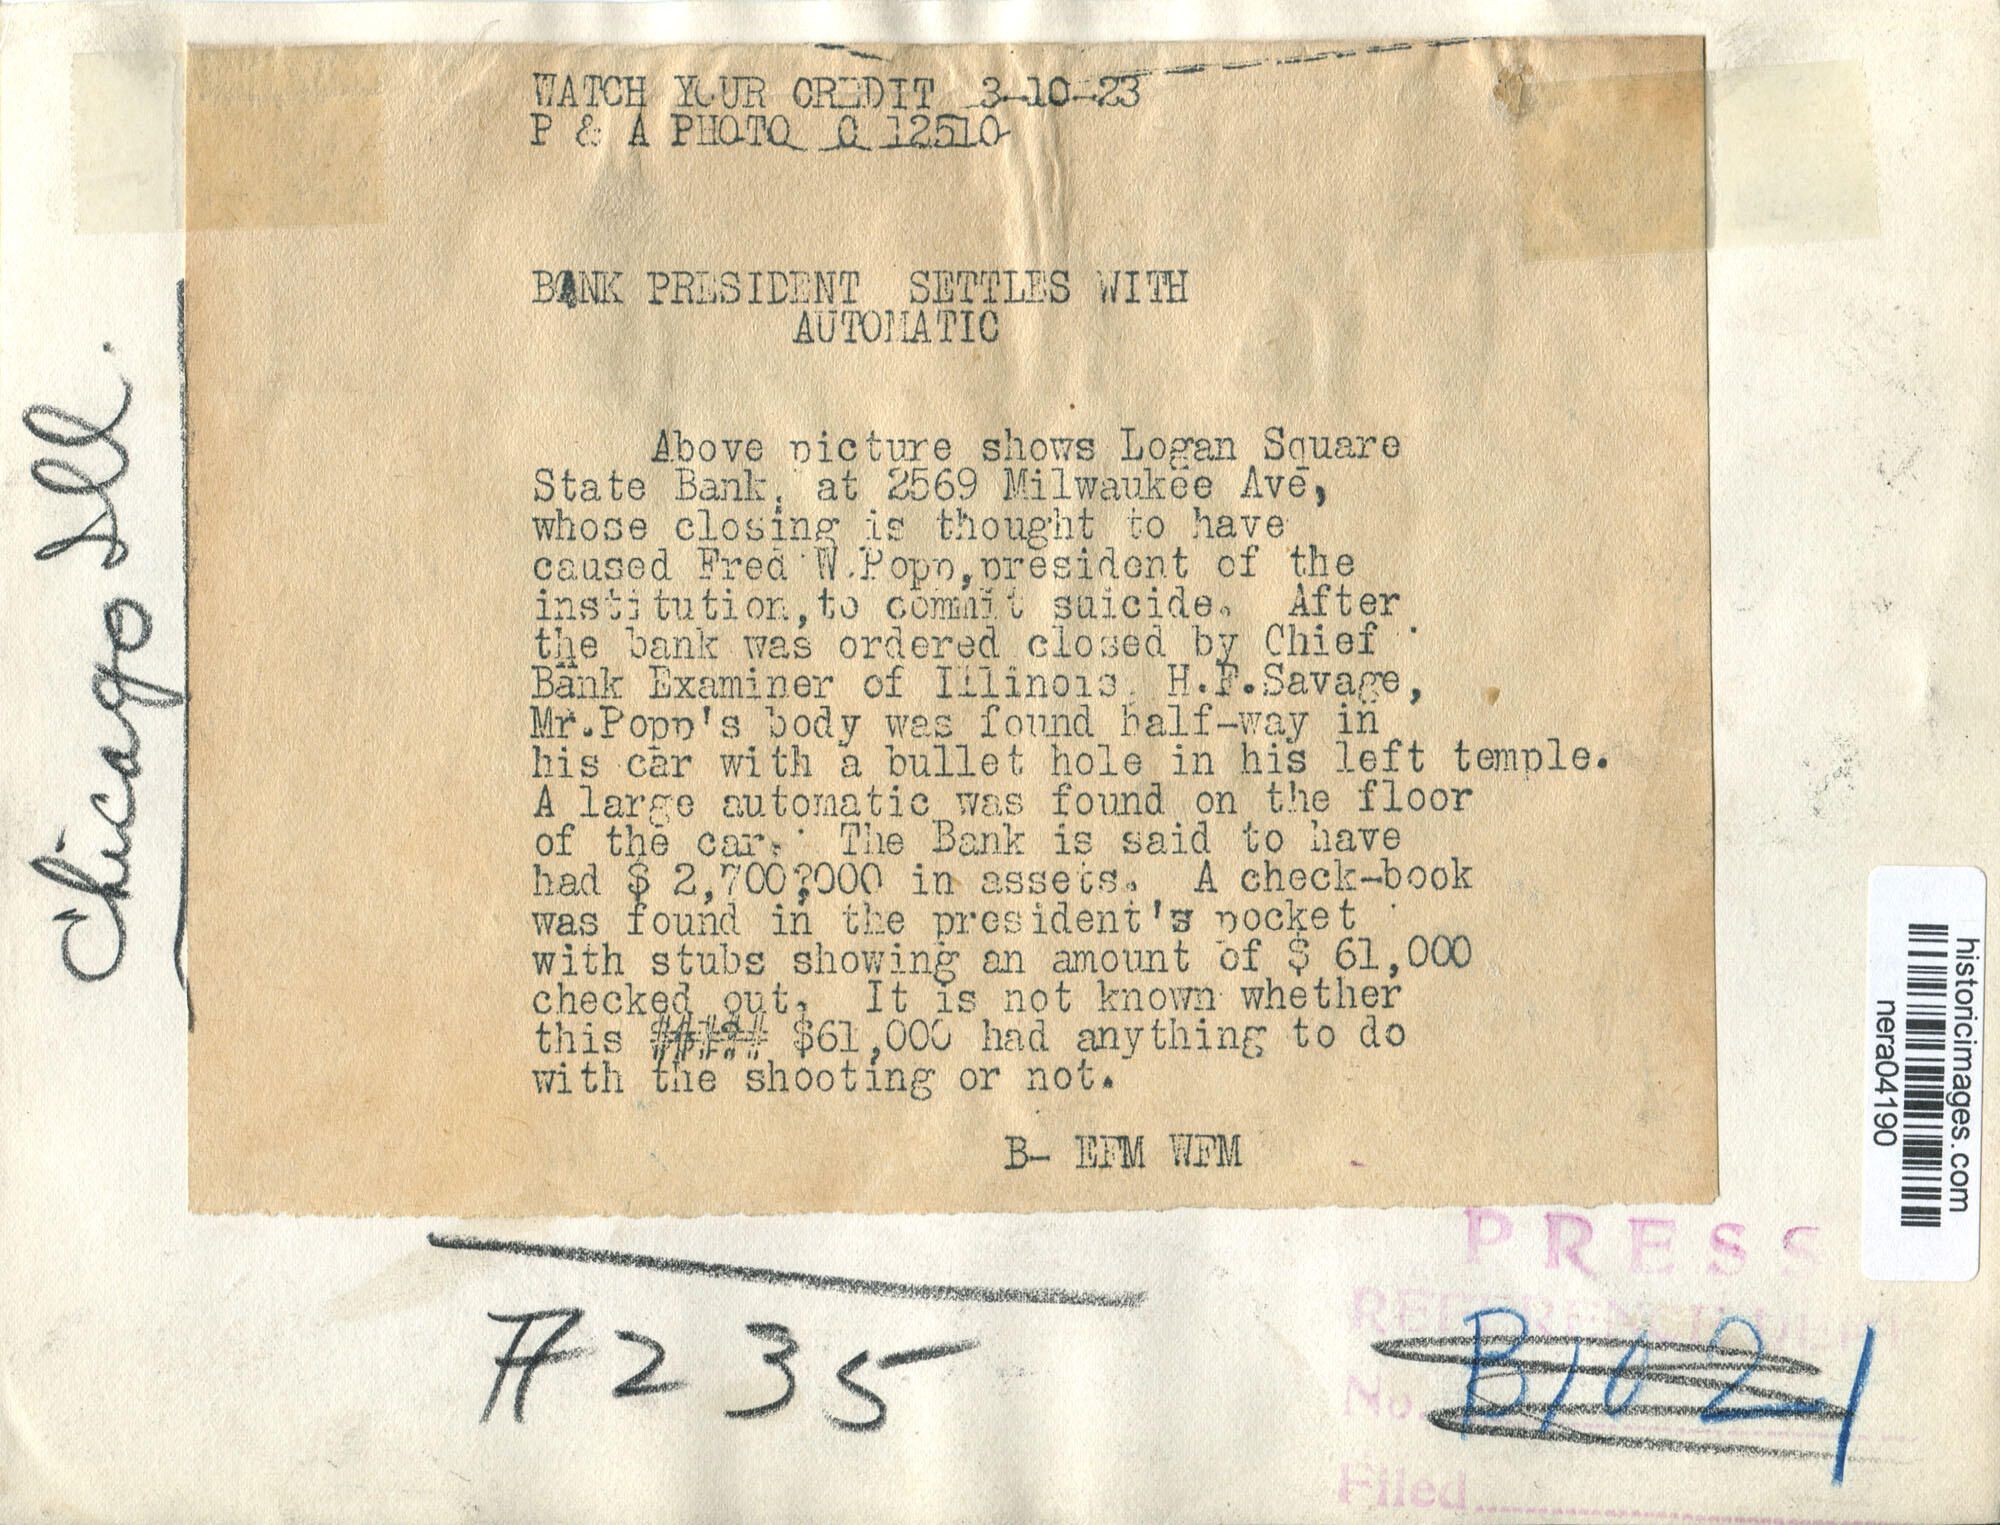 WATCH YOUR CREDIT 3-10-23
P & A PHOTO C 12510
BANK PRESIDENT SETTLES WITH
AUTOMATIC
Above picture shows Logan Square
State Bank, at 2569 Milwaukee Ave,
whose closing is thought to have
caused Fred W.Popp,president of the
institution,to commit suicide. After
the bank was ordered closed by Chief
Bank Examiner of Illinois, H.F.Savage,
Mr.Popp's body was found half-way in
his car with a bullet hole in his left temple.
A large automatic was found on the floor
of the car. The Bank is said to have
had $ 2,700?000 in assets. A check-book
was found in the president's pocket
with stubs showing an amount of $ 61,000
checked out. It is not known whether
this ##### $61,000 had anything to do
with the shooting or not.
B- EFM WFM
Chicago Ill.
historicimages.com
nera04190
PRESS
No.
B1021
Filed